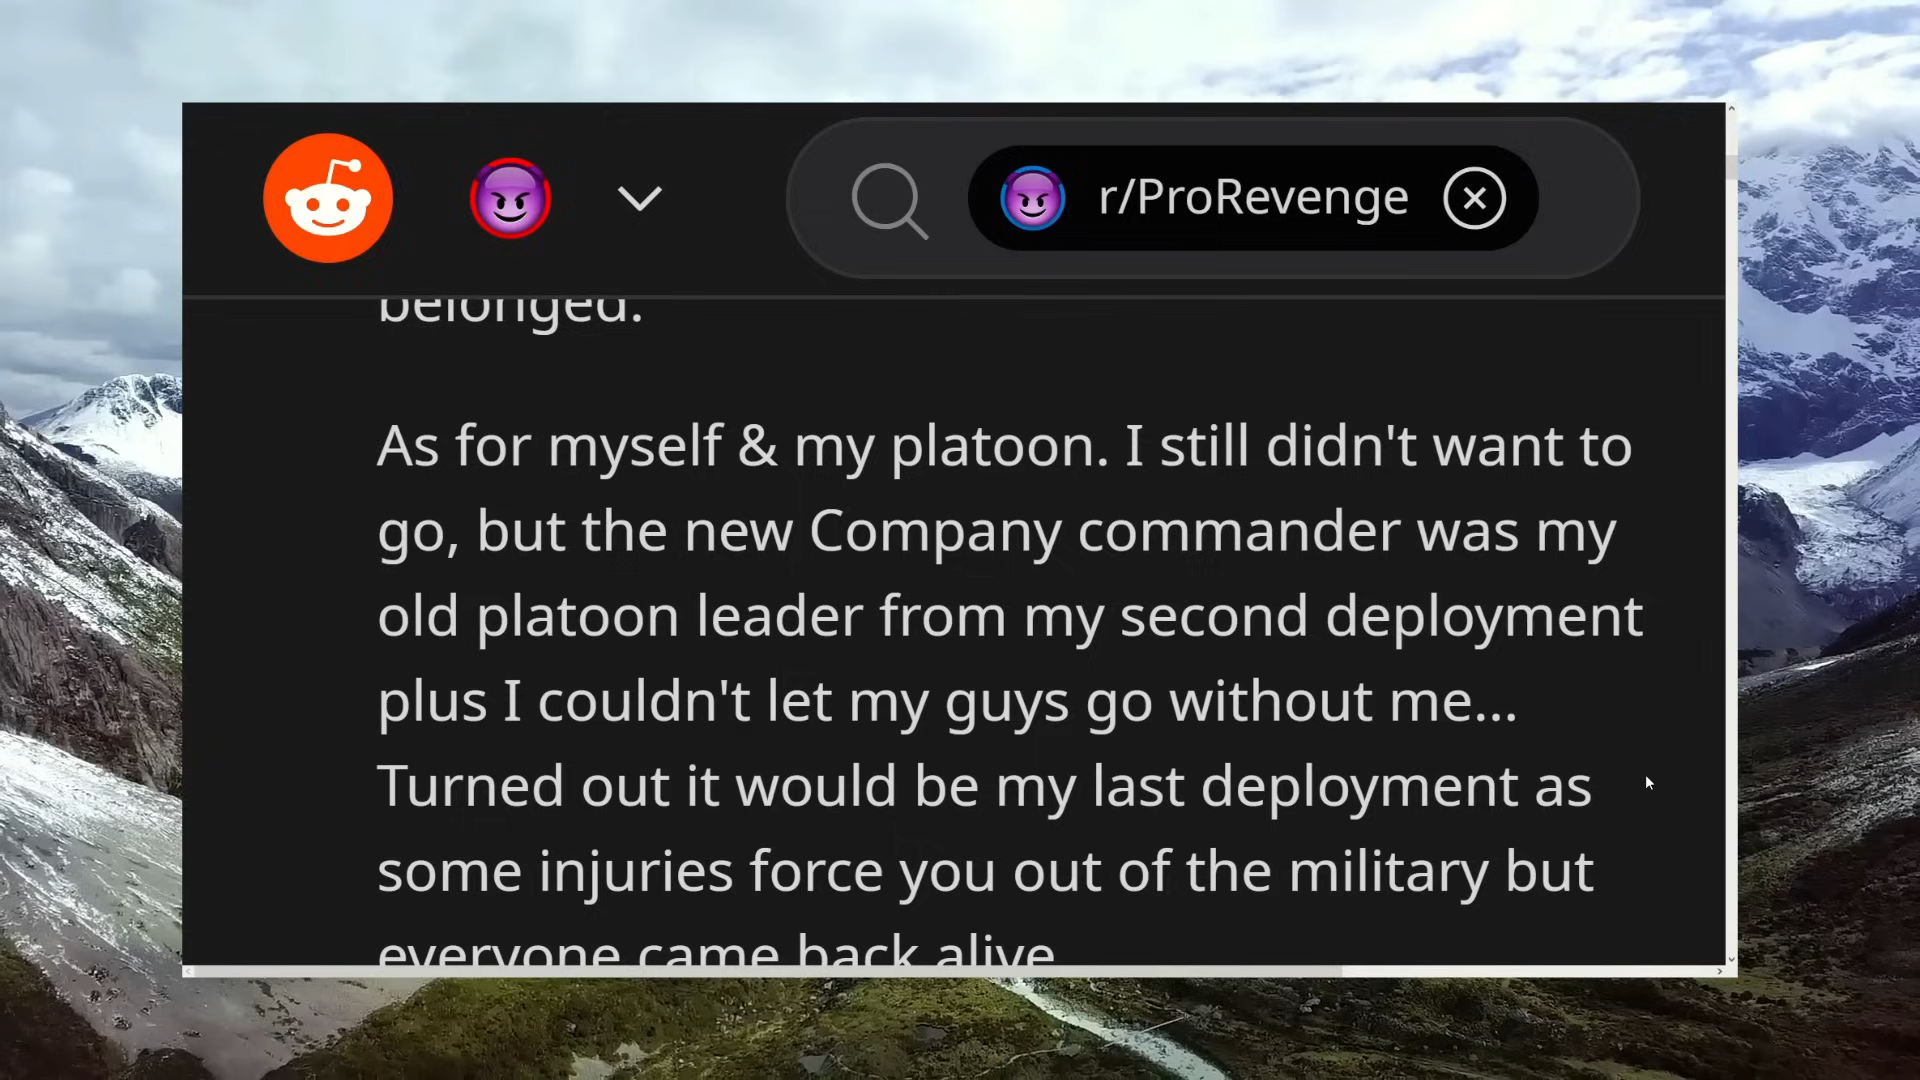 r/ProRevenge
belonged.
As for myself & my platoon. I still didn't want to
go, but the new Company commander was my
old platoon leader from my second deployment
plus I couldn't let my guys go without me...
Turned out it would be my last deployment as
some injuries force you out of the military but
everyone came back alive